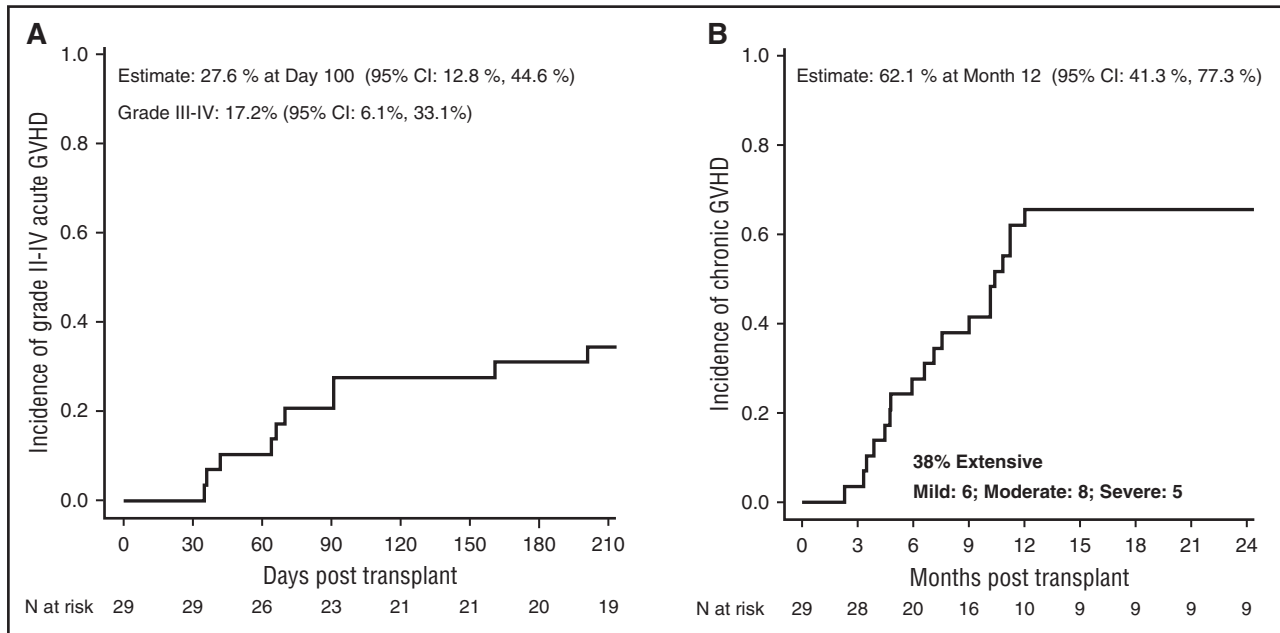 A
1.0
0.8
0.6
0.4
0.2
0.0
Incidence of grade II-IV acute GVHD
Estimate: 27.6 % at Day 100 (95% CI: 12.8 %, 44.6 %)
Grade III-IV: 17.2% (95% CI: 6.1%, 33.1%)
0 30 60 90 120 150 180 210
Days post transplant
N at risk 29 29 26 23 21 21 20 19
B
1.0
0.8
0.6
0.4
0.2
0.0
Incidence of chronic GVHD
Estimate: 62.1 % at Month 12 (95% CI: 41.3 %, 77.3 %)
38% Extensive
Mild: 6; Moderate: 8; Severe: 5
0 3 6 9 12 15 18 21 24
Months post transplant
N at risk 29 28 20 16 10 9 9 9 9